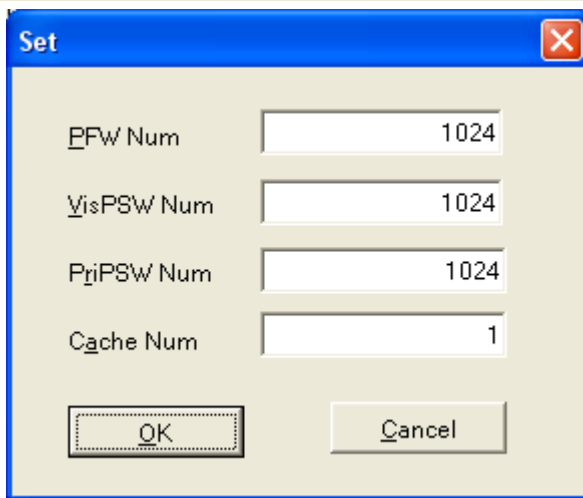 Set
PFW Num 1024
VisPSW Num 1024
PriPSW Num 1024
Cache Num 1
OK Cancel